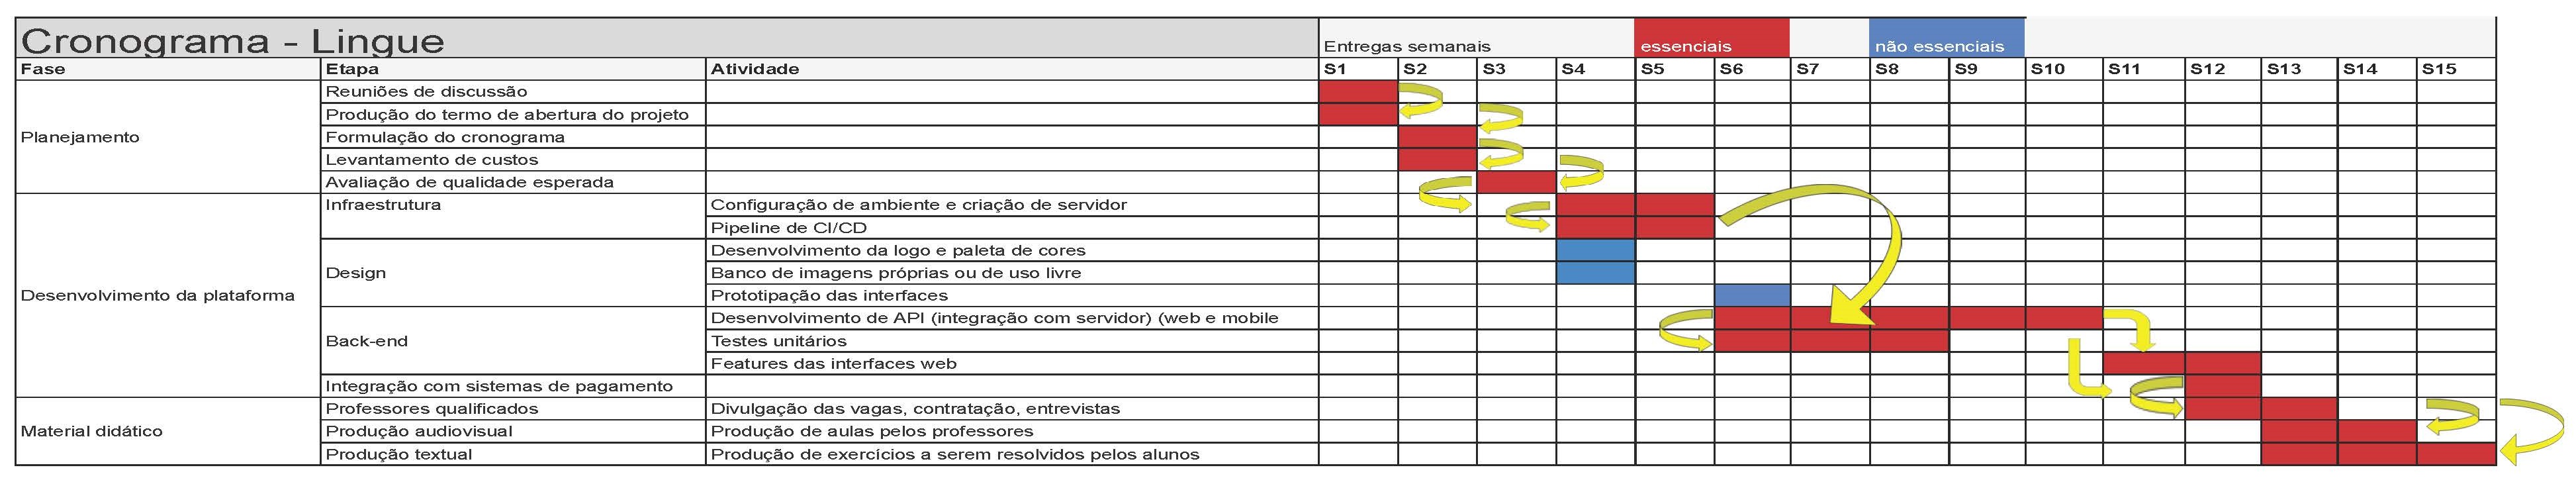 Cronograma - Lingue
Entregas semanais essenciais não essenciais
Fase Etapa Atividade S1 S2 S3 S4 S5 S6 S7 S8 S9 S10 S11 S12 S13 S14 S15
Planejamento
Reuniões de discussão
Produção do termo de abertura do projeto
Formulação do cronograma
Levantamento de custos
Avaliação de qualidade esperada
Desenvolvimento da plataforma
Infraestrutura
Configuração de ambiente e criação de servidor
Pipeline de CI/CD
Design
Desenvolvimento da logo e paleta de cores
Banco de imagens próprias ou de uso livre
Prototipação das interfaces
Back-end
Desenvolvimento de API (integração com servidor) (web e mobile
Testes unitários
Features das interfaces web
Integração com sistemas de pagamento
Material didático
Professores qualificados
Divulgação das vagas, contratação, entrevistas
Produção audiovisual
Produção de aulas pelos professores
Produção textual
Produção de exercícios a serem resolvidos pelos alunos